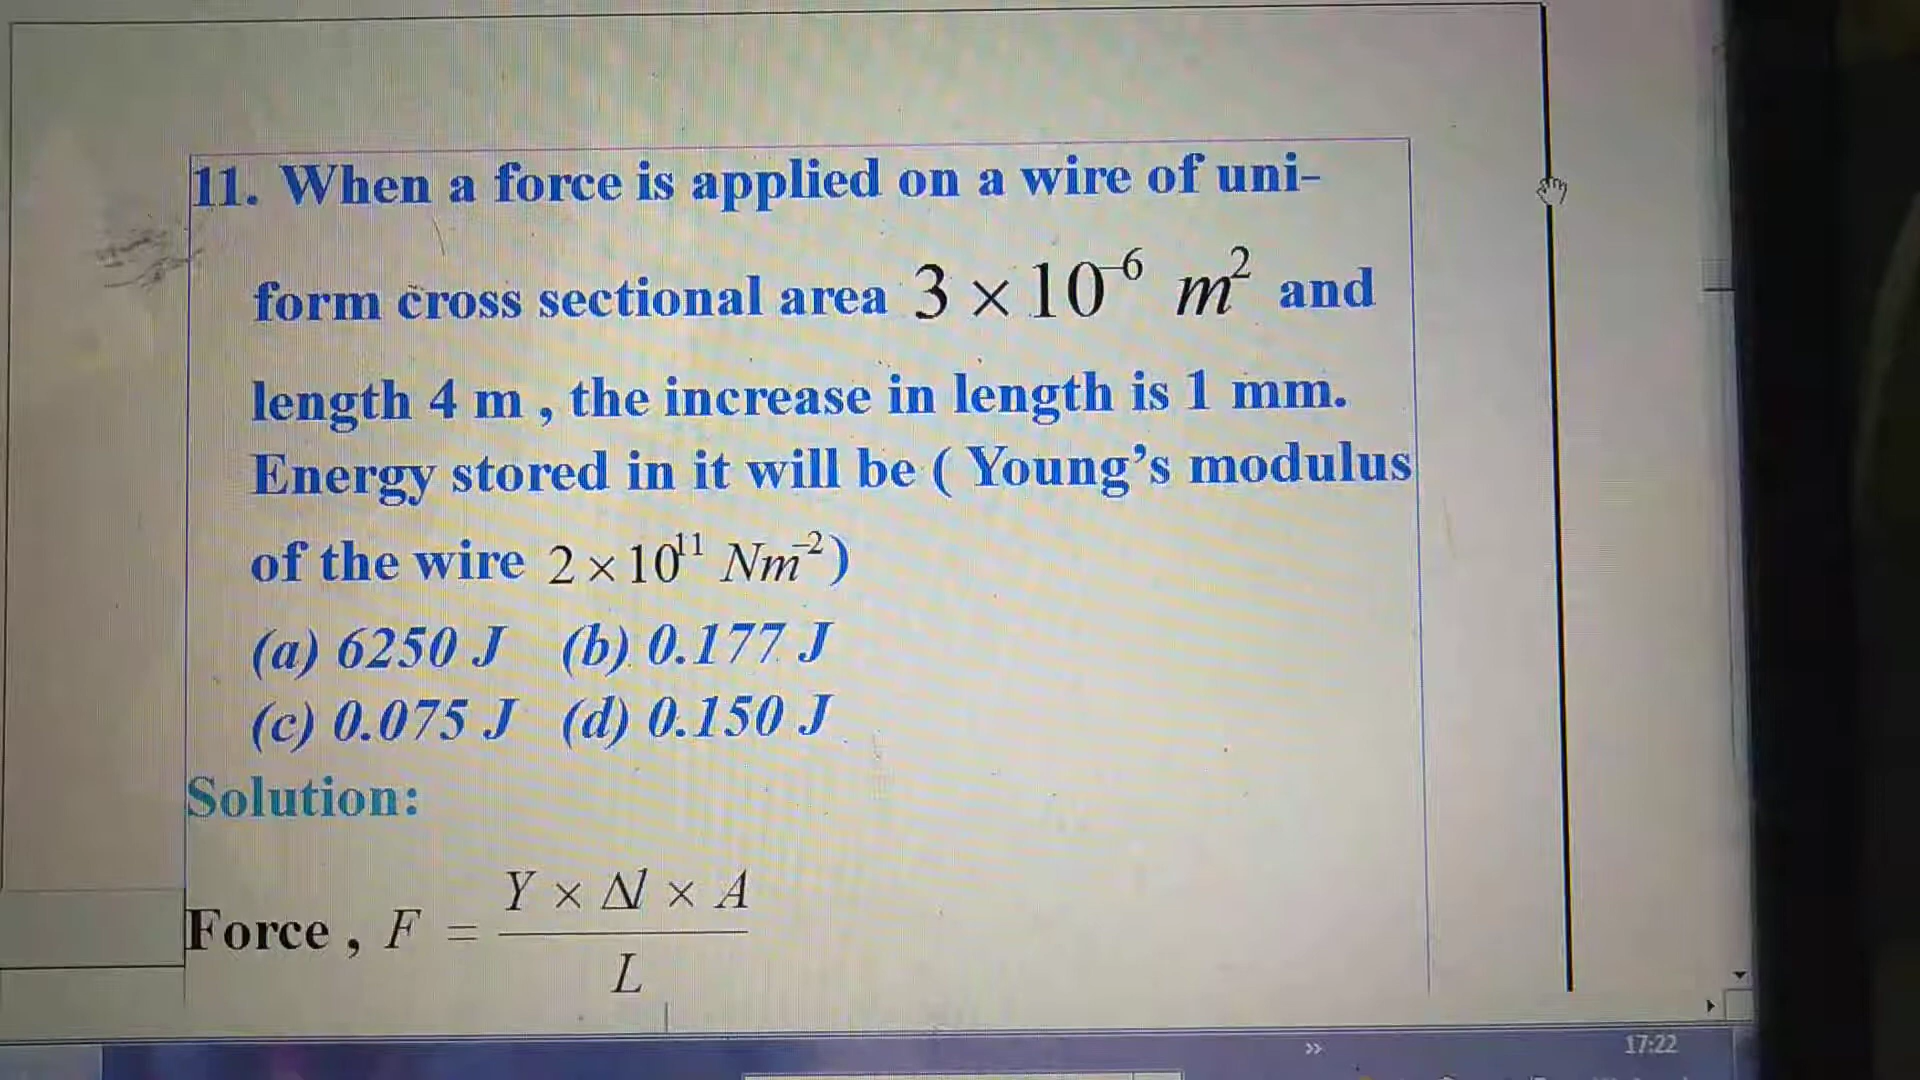 11. When a force is applied on a wire of uni-
form cross sectional area 3 × 10⁻⁶ m² and
length 4 m , the increase in length is 1 mm.
Energy stored in it will be ( Young’s modulus
of the wire 2 × 10¹¹ Nm⁻²)
(a) 6250 J (b) 0.177 J
(c) 0.075 J (d) 0.150 J
Solution:
Force , F = (Y × Δl × A) / L
17:22